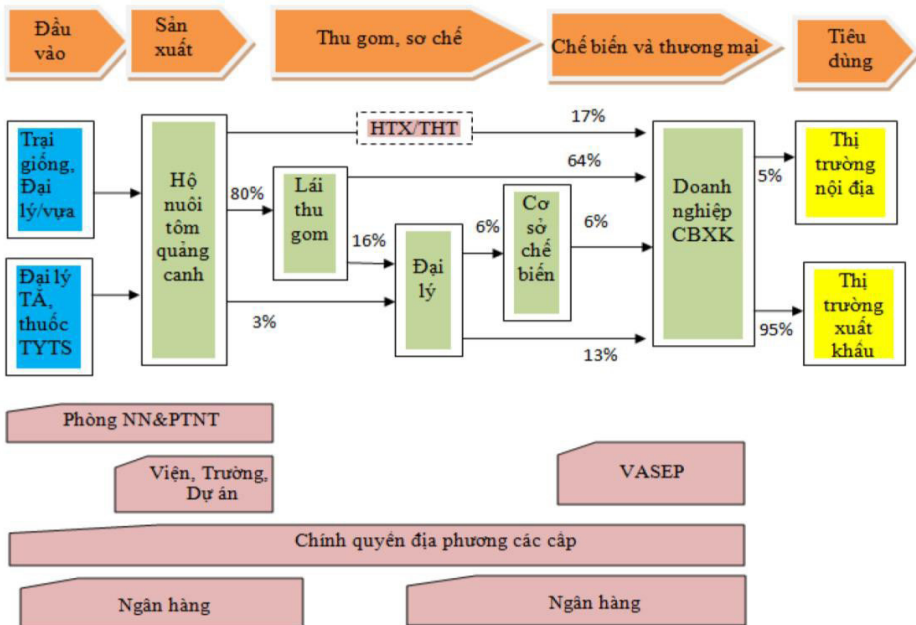 Đầu
vào
Sản
xuất
Thu gom, sơ chế
Chế biến và thương mại
Tiêu
dùng
Trại
giống,
Đại
lý/vựa
Đại lý
TĂ,
thuốc
TYTS
Hộ
nuôi
tôm
quảng
canh
HTX/THT
17%
80%
Lái
thu
gom
64%
16%
Đại
lý
6%
Cơ
sở
chế
biến
6%
3%
13%
Doanh
nghiệp
CBXK
5%
95%
Thị
trường
nội địa
Thị
trường
xuất
khẩu
Phòng NN&PTNT
Viện, Trường,
Dự án
VASEP
Chính quyền địa phương các cấp
Ngân hàng
Ngân hàng